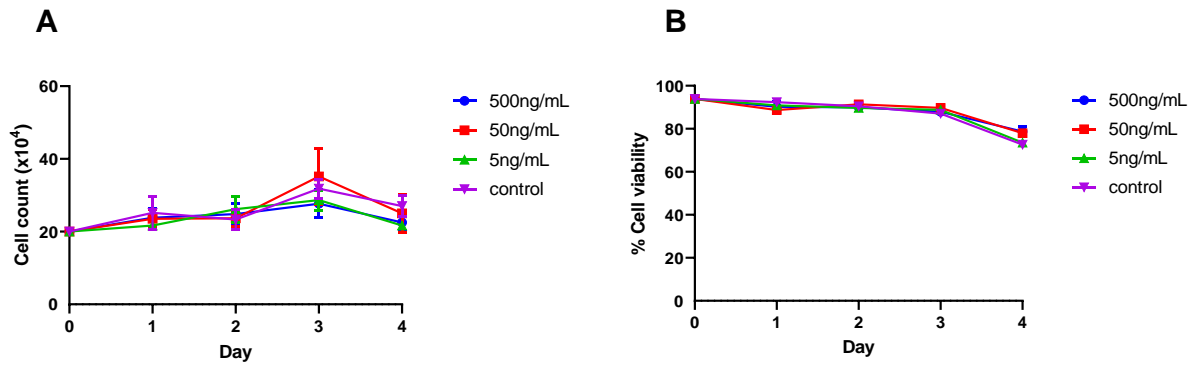 A
Cell count (x10⁴)
60
40
20
0
0 1 2 3 4
Day
500ng/mL
50ng/mL
5ng/mL
control
B
% Cell viability
100
80
60
40
20
0
0 1 2 3 4
Day
500ng/mL
50ng/mL
5ng/mL
control